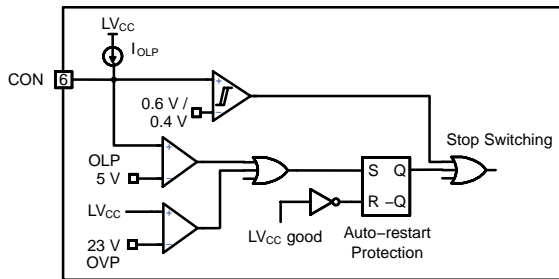 LVCC
IOLP
CON 6
+
−
0.6 V /
0.4 V
Stop Switching
OLP
5 V
+
−
S Q
R −Q
LVCC
+
−
23 V
OVP
LVCC good
Auto−restart
Protection